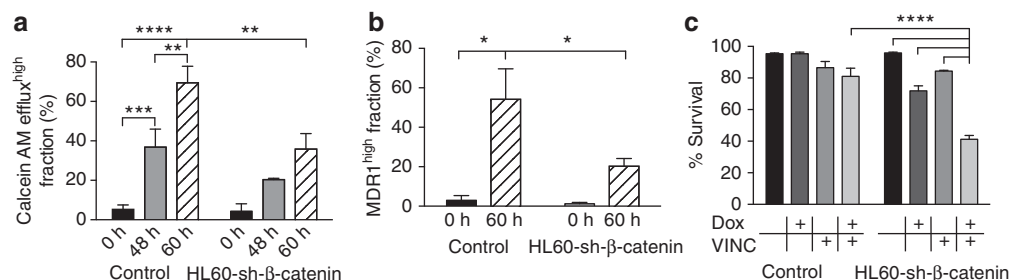 a
****
**
**
***
Calcein AM efflux^high
fraction (%)
80
60
40
20
0
0 h
48 h
60 h
0 h
48 h
60 h
Control
HL60-sh-β-catenin
b
*
*
MDR1^high fraction (%)
80
60
40
20
0
0 h
60 h
0 h
60 h
Control
HL60-sh-β-catenin
c
****
% Survival
100
80
60
40
20
0
Dox + + + +
VINC + + + +
Control
HL60-sh-β-catenin